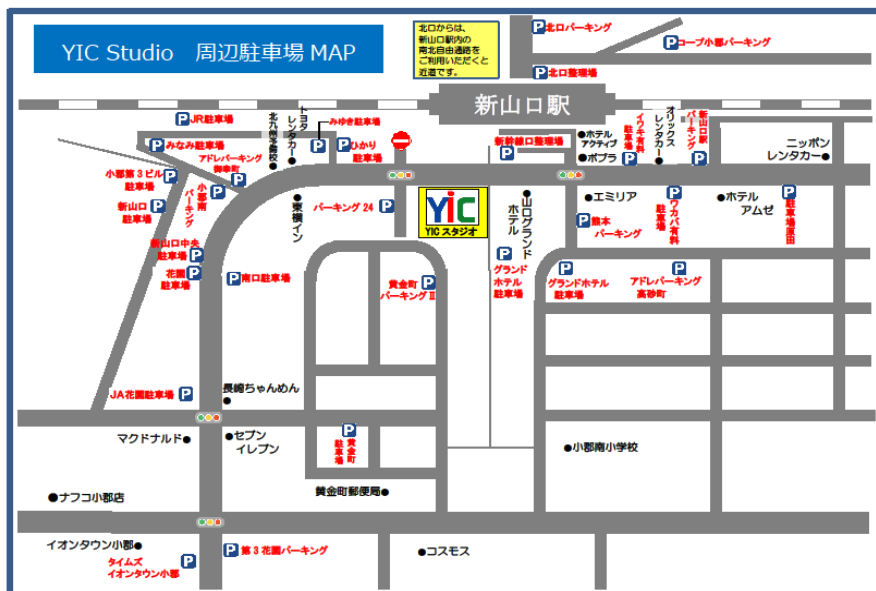 YIC Studio 周辺駐車場 MAP
北口からは、
新山口駅内の
南北自由通路を
ご利用いただくと
近道です。
北口パーキング
コープ小郡パーキング
北口整理場
新山口駅
JR駐車場
みなみ駐車場
アドレパーキング
御幸町
北九州予備校
トヨタ
レンタカー
みゆき駐車場
ひかり
駐車場
新幹線口整理場
ホテル
アクティブ
ポプラ
イワキ有料
駐車場
オリックス
レンタカー
新山口駅
パーキング
ニッポン
レンタカー
小郡第3ビル
駐車場
小郡南
パーキング
新山口
駐車場
東横イン
パーキング 24
YIC
YICスタジオ
山口グランド
ホテル
エミリア
熊本
パーキング
ワカバ有料
駐車場
ホテル
アムゼ
駐車場原田
新山口中央
駐車場
花園
駐車場
南口駐車場
黄金町
パーキングⅡ
グランド
ホテル
駐車場
グランドホテル
駐車場
アドレパーキング
高砂町
JA花園駐車場
長崎ちゃんめん
マクドナルド
セブン
イレブン
黄金町
駐車場
小郡南小学校
黄金町郵便局
ナフコ小郡店
イオンタウン小郡
タイムズ
イオンタウン小郡
第3花園パーキング
コスモス